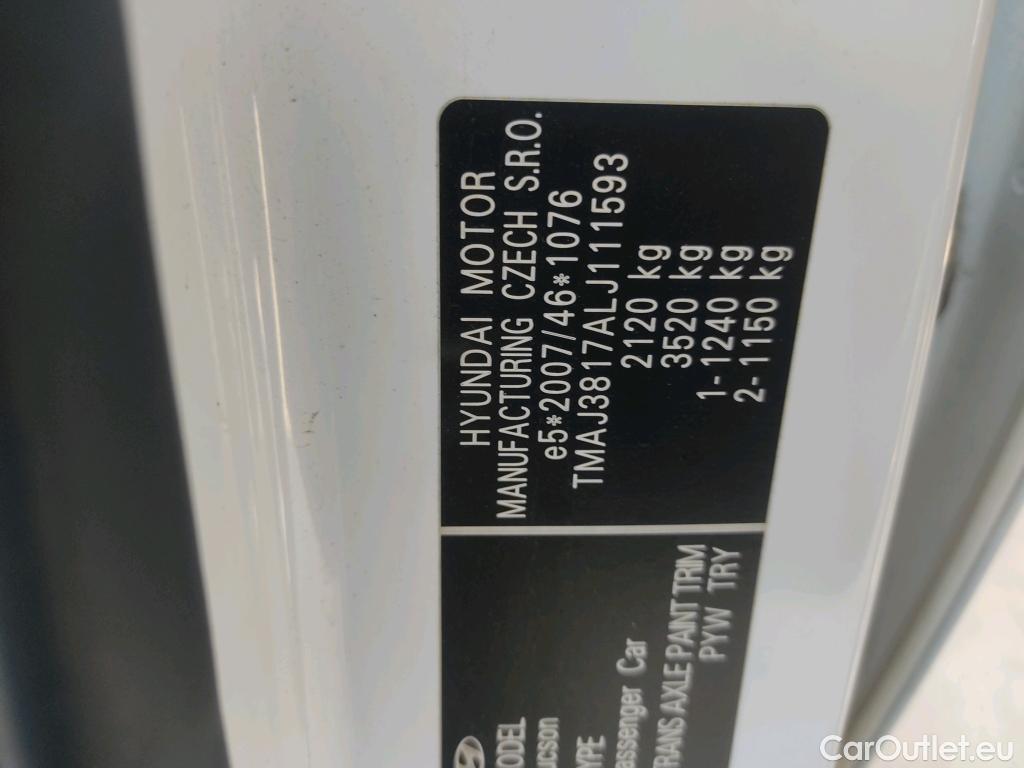 HYUNDAI MOTOR
MANUFACTURING CZECH S.R.O.
e5*2007/46*1076
TMAJ3817ALJ111593
2120 kg
3520 kg
1-1240 kg
2-1150 kg
ODEL
ucson
YPE
assenger Car
TRANS AXLE PAINT TRIM
PYW TRY
CarOutlet.eu